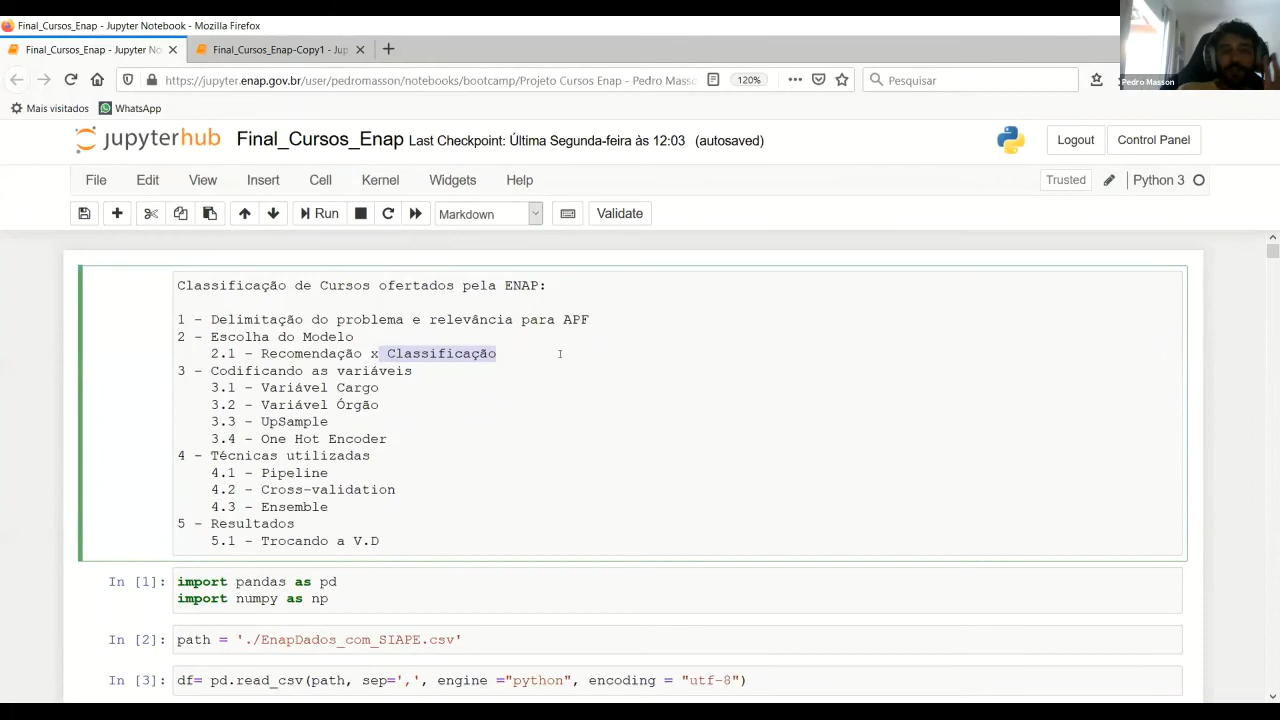 Final_Cursos_Enap - Jupyter Notebook - Mozilla Firefox
Final_Cursos_Enap - Jupyter No
Final_Cursos_Enap-Copy1 - Jup
https://jupyter.enap.gov.br/user/pedromasson/notebooks/bootcamp/Projeto Cursos Enap - Pedro Mass
120%
Pesquisar
Pedro Masson
Mais visitados
WhatsApp
jupyterhub
Final_Cursos_Enap Last Checkpoint: Última Segunda-feira às 12:03 (autosaved)
Logout
Control Panel
File Edit View Insert Cell Kernel Widgets Help
Trusted
Python 3
Run
Markdown
Validate
Classificação de Cursos ofertados pela ENAP:
1 - Delimitação do problema e relevância para APF
2 - Escolha do Modelo
2.1 - Recomendação x Classificação
3 - Codificando as variáveis
3.1 - Variável Cargo
3.2 - Variável Órgão
3.3 - UpSample
3.4 - One Hot Encoder
4 - Técnicas utilizadas
4.1 - Pipeline
4.2 - Cross-validation
4.3 - Ensemble
5 - Resultados
5.1 - Trocando a V.D
In [1]: import pandas as pd
import numpy as np
In [2]: path = './EnapDados_com_SIAPE.csv'
In [3]: df= pd.read_csv(path, sep=',', engine ="python", encoding = "utf-8")